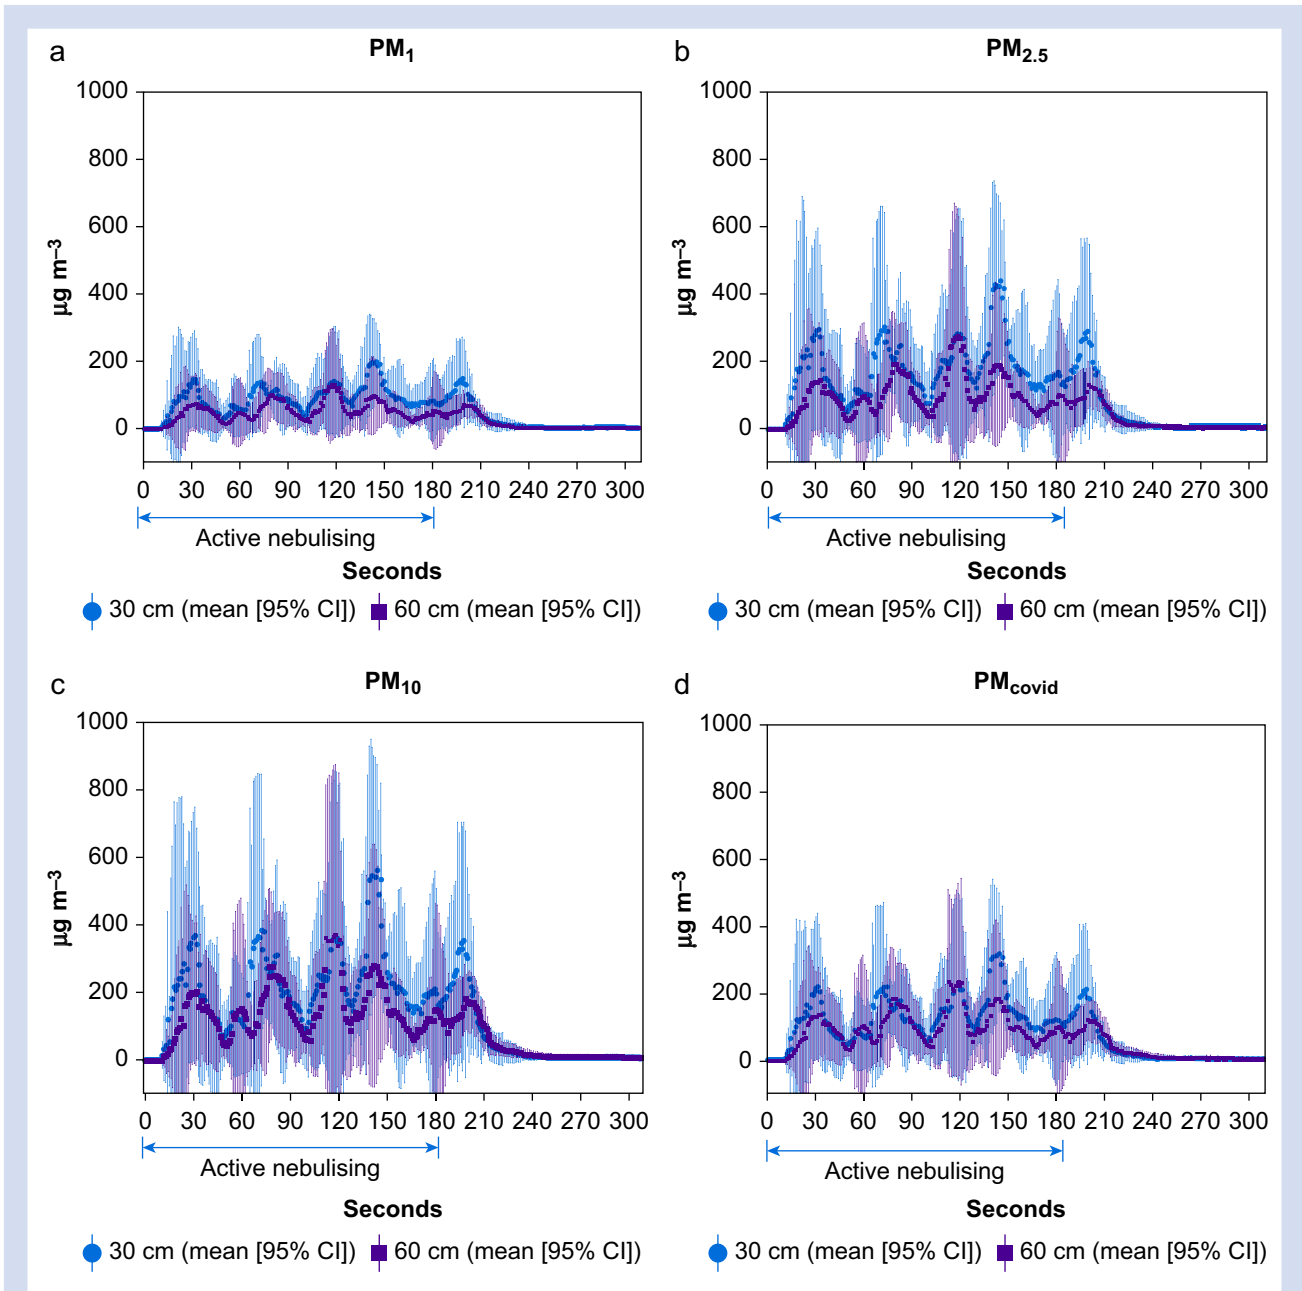 a PM1
1000
800
600
400
200
0
μg m–3
0 30 60 90 120 150 180 210 240 270 300
Active nebulising
Seconds
30 cm (mean [95% CI]) 60 cm (mean [95% CI])
b PM2.5
1000
800
600
400
200
0
μg m–3
0 30 60 90 120 150 180 210 240 270 300
Active nebulising
Seconds
30 cm (mean [95% CI]) 60 cm (mean [95% CI])
c PM10
1000
800
600
400
200
0
μg m–3
0 30 60 90 120 150 180 210 240 270 300
Active nebulising
Seconds
30 cm (mean [95% CI]) 60 cm (mean [95% CI])
d PMcovid
1000
800
600
400
200
0
μg m–3
0 30 60 90 120 150 180 210 240 270 300
Active nebulising
Seconds
30 cm (mean [95% CI]) 60 cm (mean [95% CI])